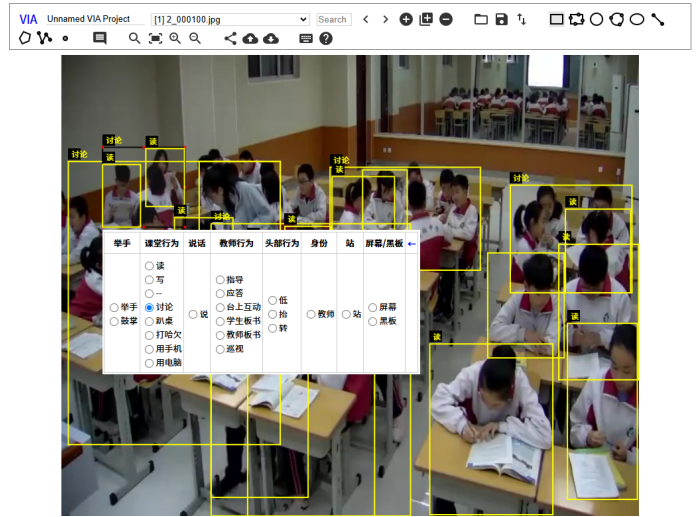 VIA Unnamed VIA Project [1] 2_000100.jpg Search
讨论 读
讨论 读
讨论
读
读 讨论 读
读
读
读
读
读
举手 课堂行为 说话 教师行为 头部行为 身份 站 屏幕/黑板 ←
举手
鼓掌
读
写
--
讨论
趴桌
打哈欠
用手机
用电脑
说
指导
应答
台上互动
学生板书
教师板书
巡视
低
抬
转
教师
站
屏幕
黑板